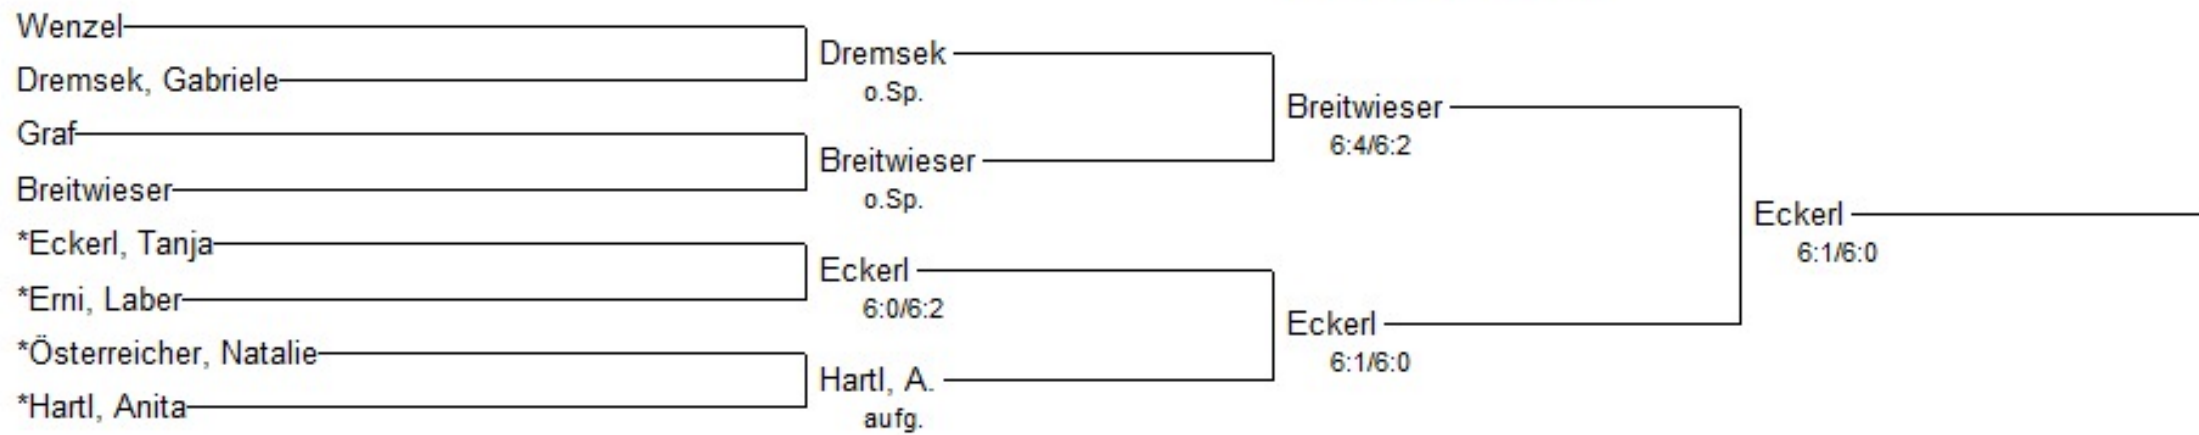 Wenzel
Dremsek, Gabriele
Graf
Breitwieser
*Eckerl, Tanja
*Erni, Laber
*Österreicher, Natalie
*Hartl, Anita
Dremsek
o.Sp.
Breitwieser
o.Sp.
Eckerl
6:0/6:2
Hartl, A.
aufg.
Breitwieser
6:4/6:2
Eckerl
6:1/6:0
Eckerl
6:1/6:0